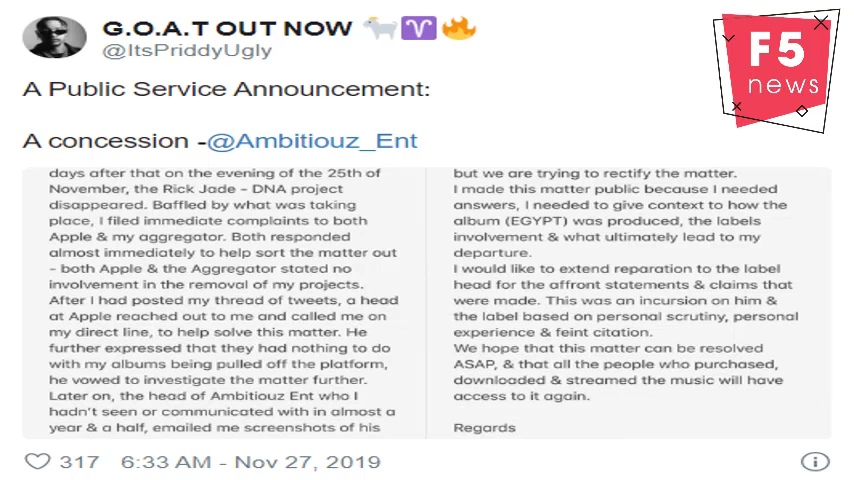 G.O.A.T OUT NOW 🐐♈🔥
@ItsPriddyUgly
F5
news
A Public Service Announcement:
A concession -@Ambitiouz_Ent
days after that on the evening of the 25th of
November, the Rick Jade - DNA project
disappeared. Baffled by what was taking
place, I filed immediate complaints to both
Apple & my aggregator. Both responded
almost immediately to help sort the matter out
- both Apple & the Aggregator stated no
involvement in the removal of my projects.
After I had posted my thread of tweets, a head
at Apple reached out to me and called me on
my direct line, to help solve this matter. He
further expressed that they had nothing to do
with my albums being pulled off the platform,
he vowed to investigate the matter further.
Later on, the head of Ambitiouz Ent who I
hadn't seen or communicated with in almost a
year & a half, emailed me screenshots of his
but we are trying to rectify the matter.
I made this matter public because I needed
answers, I needed to give context to how the
album (EGYPT) was produced, the labels
involvement & what ultimately lead to my
departure.
I would like to extend reparation to the label
head for the affront statements & claims that
were made. This was an incursion on him &
the label based on personal scrutiny, personal
experience & feint citation.
We hope that this matter can be resolved
ASAP, & that all the people who purchased,
downloaded & streamed the music will have
access to it again.
Regards
317 6:33 AM - Nov 27, 2019